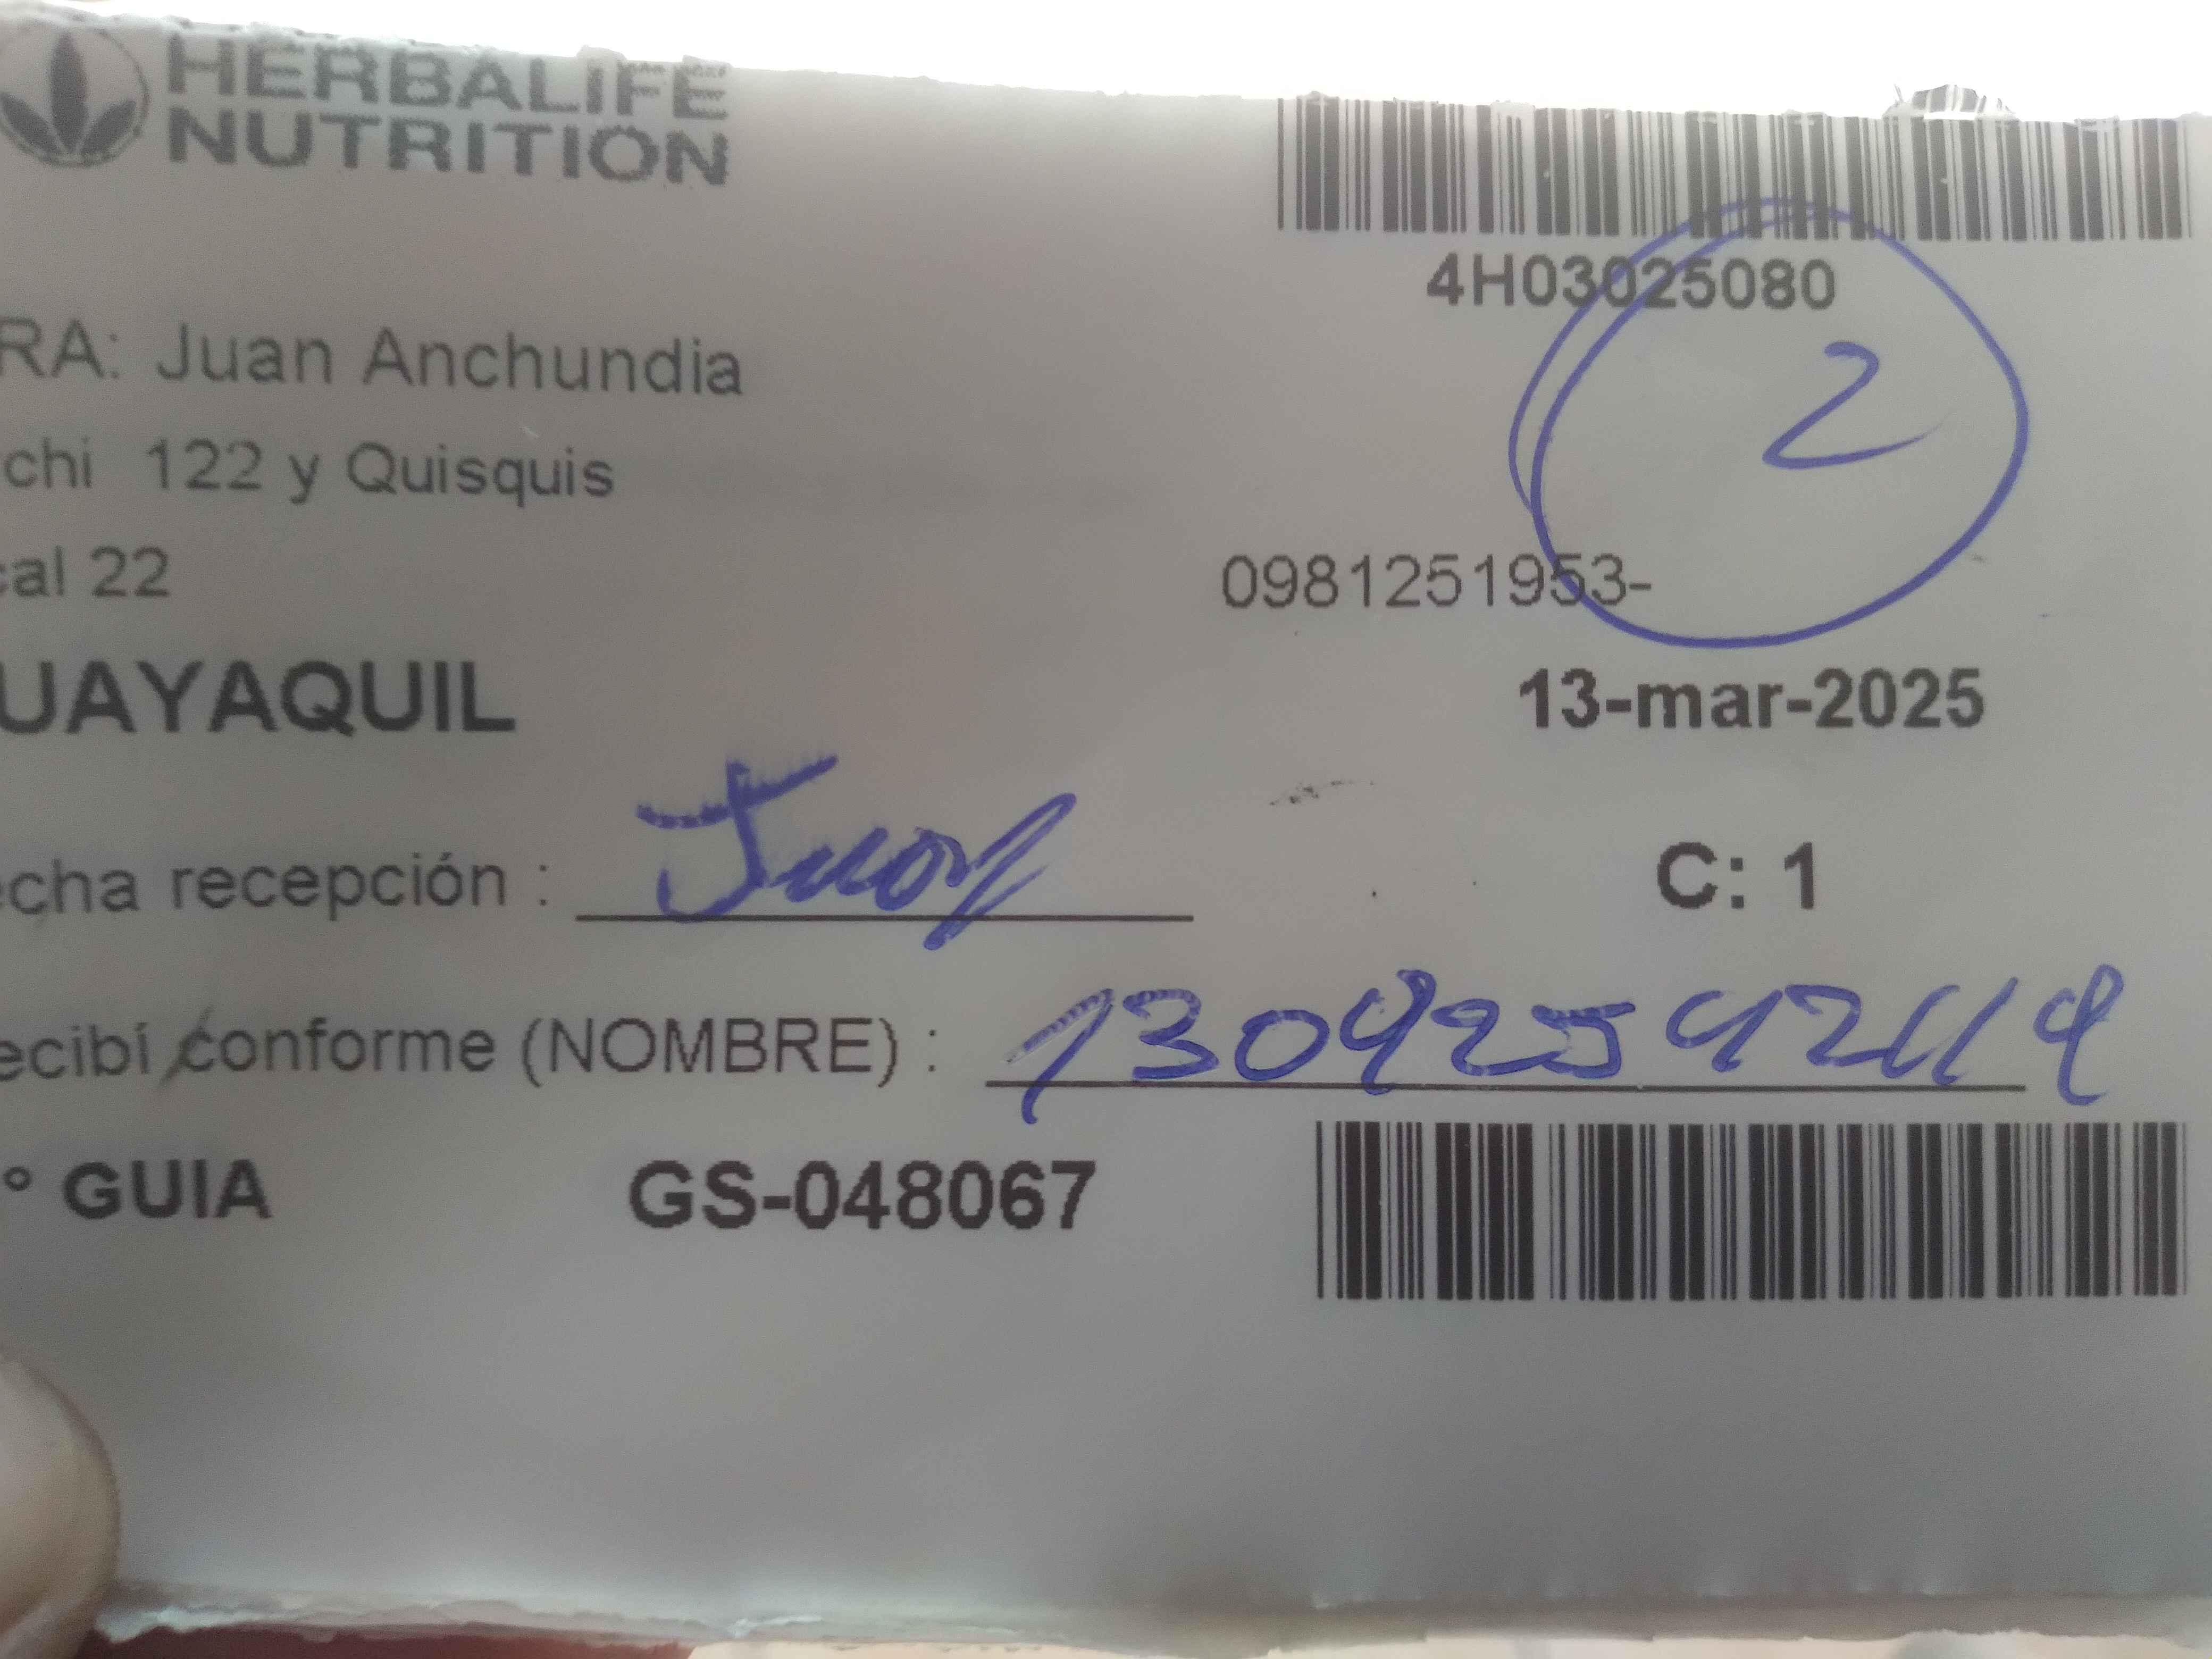 HERBALIFE
NUTRITION
4H03025080
2
RA: Juan Anchundia
chi 122 y Quisquis
cal 22
0981251953-
UAYAQUIL
13-mar-2025
echa recepción :
C: 1
ecibí conforme (NOMBRE) :
° GUIA GS-048067